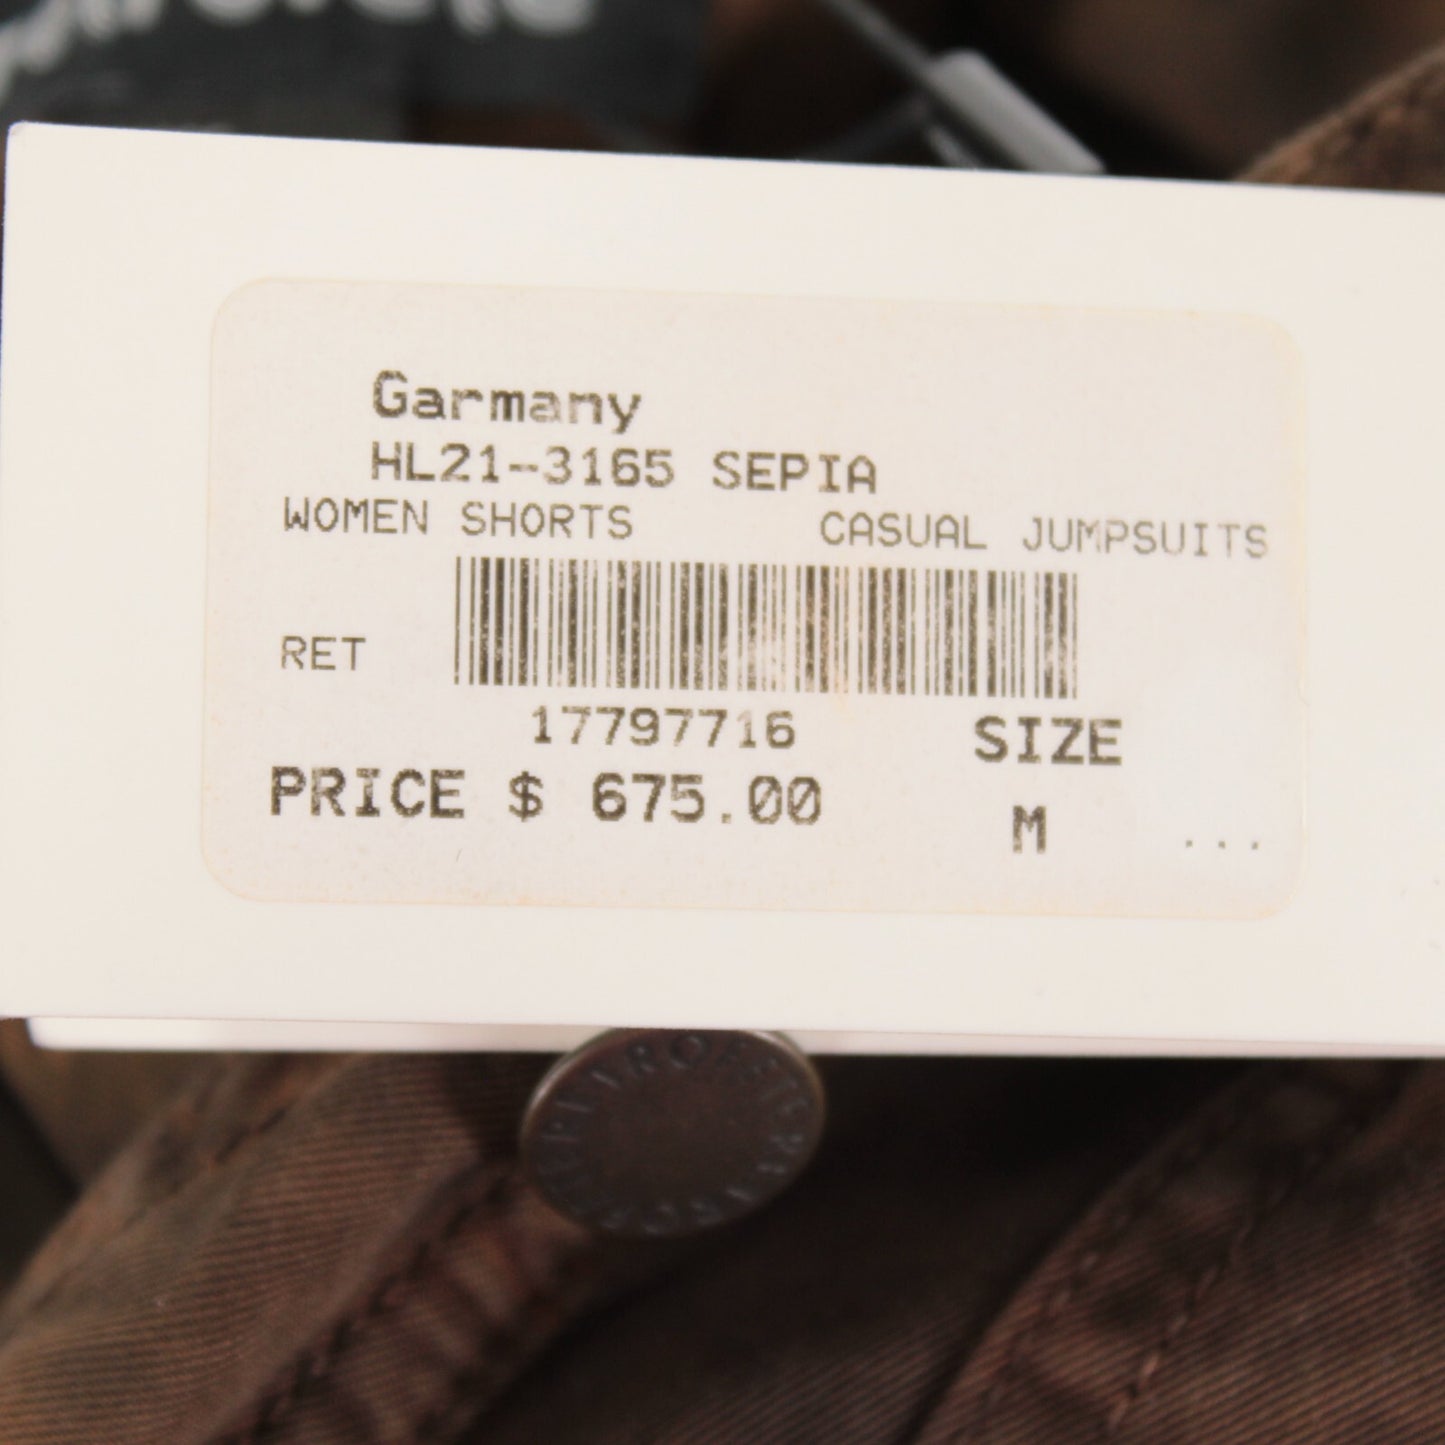 Garmany
HL21-3165 SEPIA
WOMEN SHORTS CASUAL JUMPSUITS
RET
17797716
SIZE
PRICE $ 675.00
M ...